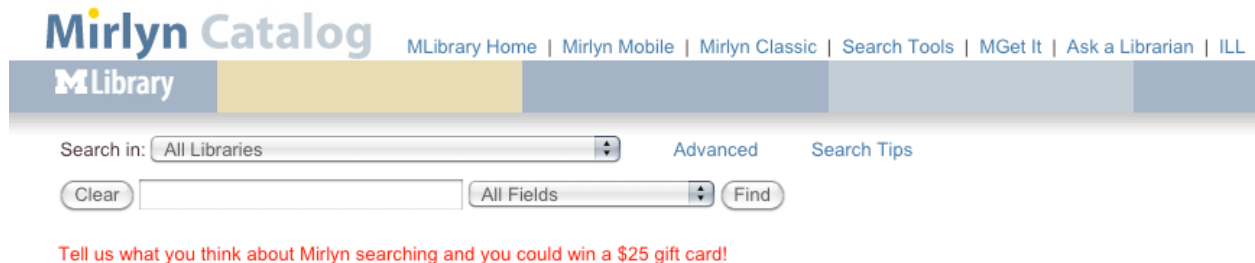 Mirlyn Catalog
MLibrary Home | Mirlyn Mobile | Mirlyn Classic | Search Tools | MGet It | Ask a Librarian | ILL
MLibrary
Search in: All Libraries Advanced Search Tips
Clear All Fields Find
Tell us what you think about Mirlyn searching and you could win a $25 gift card!